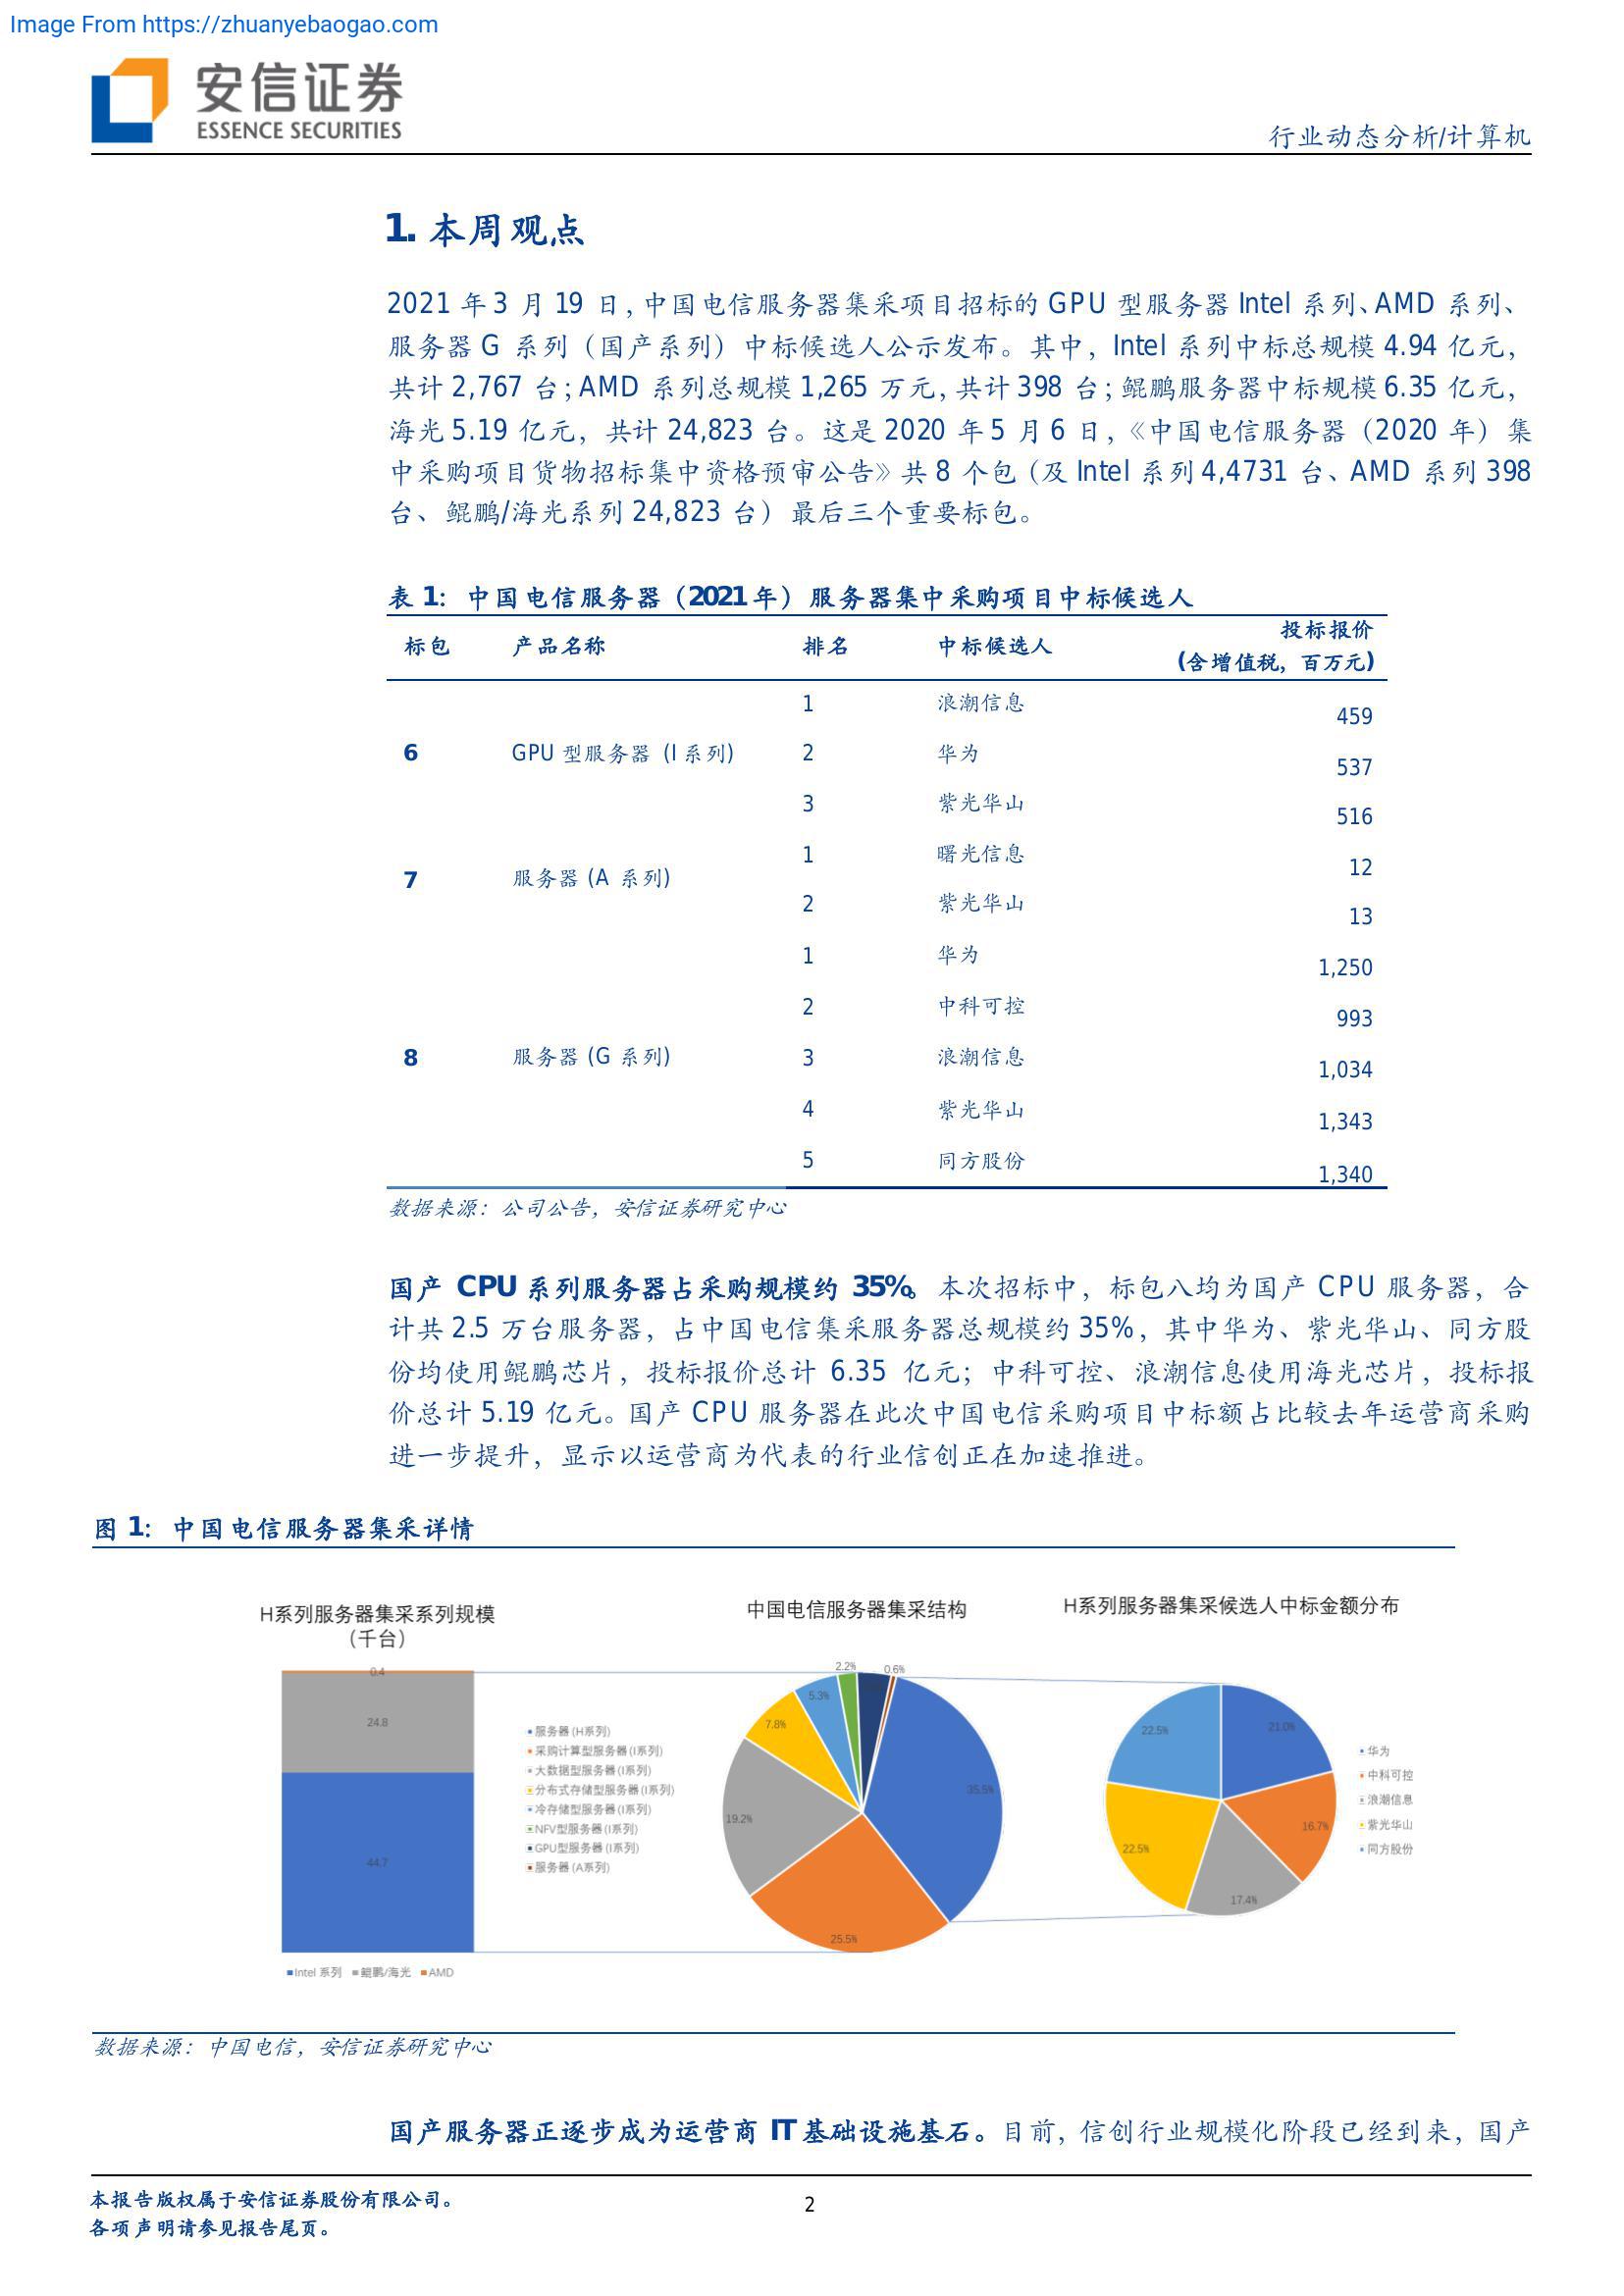 Image From https://zhuanyebaogao.com
安信证券
ESSENCE SECURITIES
行业动态分析/计算机
1. 本周观点
2021 年 3 月 19 日，中国电信服务器集采项目招标的 GPU 型服务器 Intel 系列、AMD 系列、
服务器 G 系列（国产系列）中标候选人公示发布。其中，Intel 系列中标总规模 4.94 亿元，
共计 2,767 台；AMD 系列总规模 1,265 万元，共计 398 台；鲲鹏服务器中标规模 6.35 亿元，
海光 5.19 亿元，共计 24,823 台。这是 2020 年 5 月 6 日，《中国电信服务器（2020 年）集
中采购项目货物招标集中资格预审公告》共 8 个包（及 Intel 系列 4,4731 台、AMD 系列 398
台、鲲鹏/海光系列 24,823 台）最后三个重要标包。
表 1：中国电信服务器（2021 年）服务器集中采购项目中标候选人
标包 产品名称 排名 中标候选人 投标报价
(含增值税，百万元)
1 浪潮信息 459
6 GPU 型服务器 (I 系列) 2 华为 537
3 紫光华山 516
7 服务器 (A 系列) 1 曙光信息 12
2 紫光华山 13
1 华为 1,250
2 中科可控 993
8 服务器 (G 系列) 3 浪潮信息 1,034
4 紫光华山 1,343
5 同方股份 1,340
数据来源：公司公告，安信证券研究中心
国产 CPU 系列服务器占采购规模约 35%。本次招标中，标包八均为国产 CPU 服务器，合
计共 2.5 万台服务器，占中国电信集采服务器总规模约 35%，其中华为、紫光华山、同方股
份均使用鲲鹏芯片，投标报价总计 6.35 亿元；中科可控、浪潮信息使用海光芯片，投标报
价总计 5.19 亿元。国产 CPU 服务器在此次中国电信采购项目中标额占比较去年运营商采购
进一步提升，显示以运营商为代表的行业信创正在加速推进。
图 1：中国电信服务器集采详情
H系列服务器集采系列规模
（千台）
0.4
24.8
44.7
Intel 系列 鲲鹏/海光 AMD
服务器(H系列)
采购计算型服务器(I系列)
大数据型服务器(I系列)
分布式存储型服务器(I系列)
冷存储型服务器(I系列)
NFV型服务器(I系列)
GPU型服务器(I系列)
服务器(A系列)
中国电信服务器集采结构
2.2%
0.6%
5.3%
7.8%
35.5%
19.2%
25.5%
H系列服务器集采候选人中标金额分布
22.5%
21.0%
16.7%
22.5%
17.4%
华为
中科可控
浪潮信息
紫光华山
同方股份
数据来源：中国电信，安信证券研究中心
国产服务器正逐步成为运营商 IT 基础设施基石。目前，信创行业规模化阶段已经到来，国产
本报告版权属于安信证券股份有限公司。
各项声明请参见报告尾页。
2